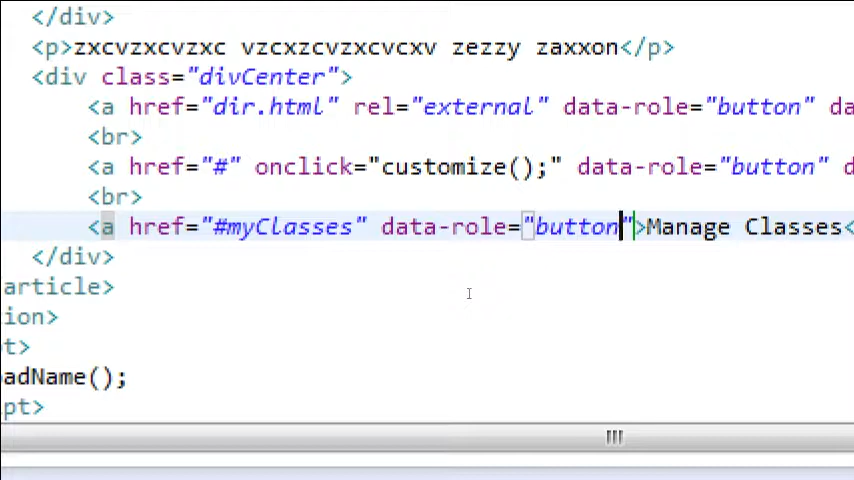 </div>
<p>zxcvzxcvzxc vzcxzcvzxcvcxv zezzy zaxxon</p>
<div class="divCenter">
<a href="dir.html" rel="external" data-role="button" da
<br>
<a href="#" onclick="customize();" data-role="button" d
<br>
<a href="#myClasses" data-role="button">Manage Classes<
</div>
article>
ion>
t>
adName();
pt>